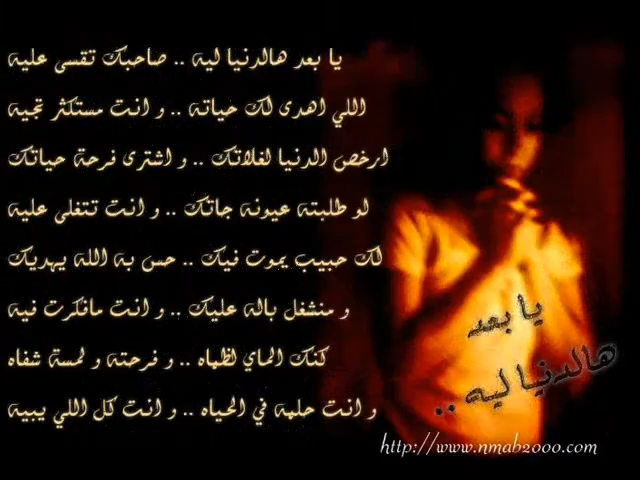 يا بعد هالدنيا ليه .. صاحبك تقسى عليه
اللي اهدى لك حياته .. و انت مستكثر تجيه
ارخص الدنيا لغلاتك .. و اشترى فرحة حياتك
لو طلبته عيونه جاتك .. و انت تتغلى عليه
لك حبيب يموت فيك .. حس به الله يهديك
و منشغل باله عليك .. و انت مافكرت فيه
كنك الماي لظماه .. و فرحته و لمسة شفاه
و انت حلمه في الحياه .. و انت كل اللي يبيه
يا بعد
هالدنيا ليه ..
http://www.nmab2000.com